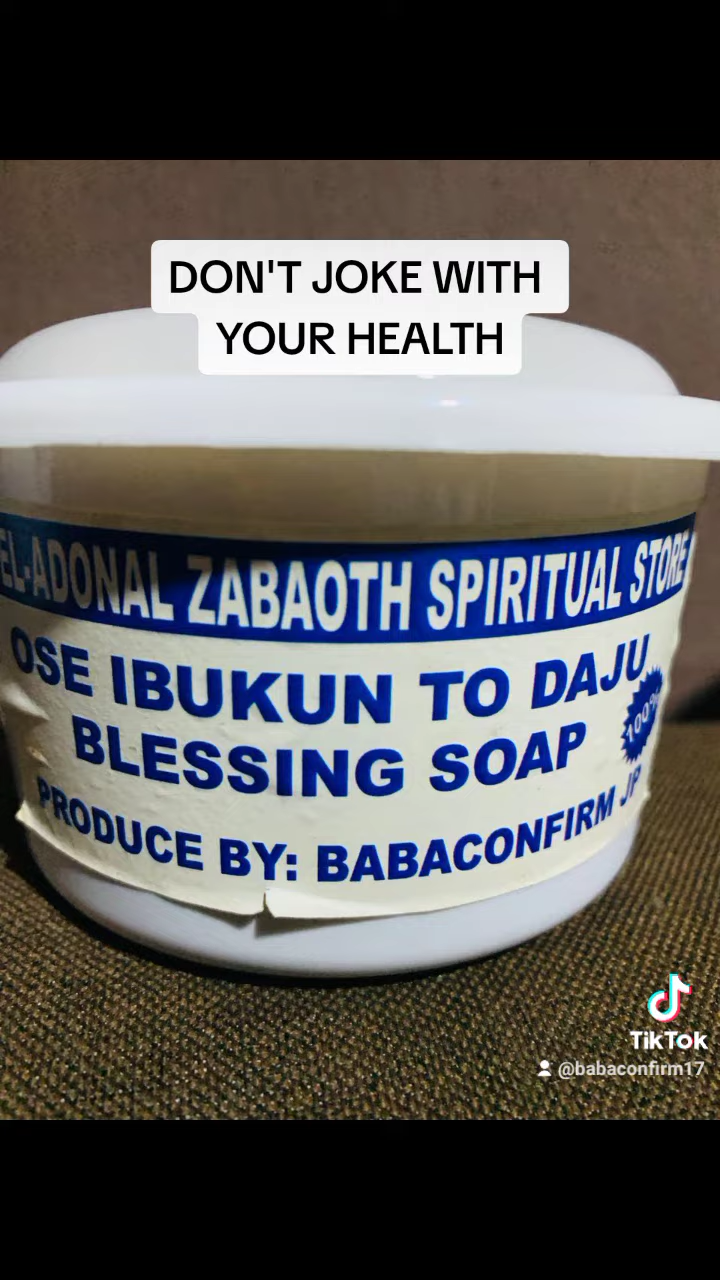 DON'T JOKE WITH
YOUR HEALTH
EL-ADONAL ZABAOTH SPIRITUAL STORE
OSE IBUKUN TO DAJU
100%
BLESSING SOAP
PRODUCE BY: BABACONFIRM JP
TikTok
@babaconfirm17